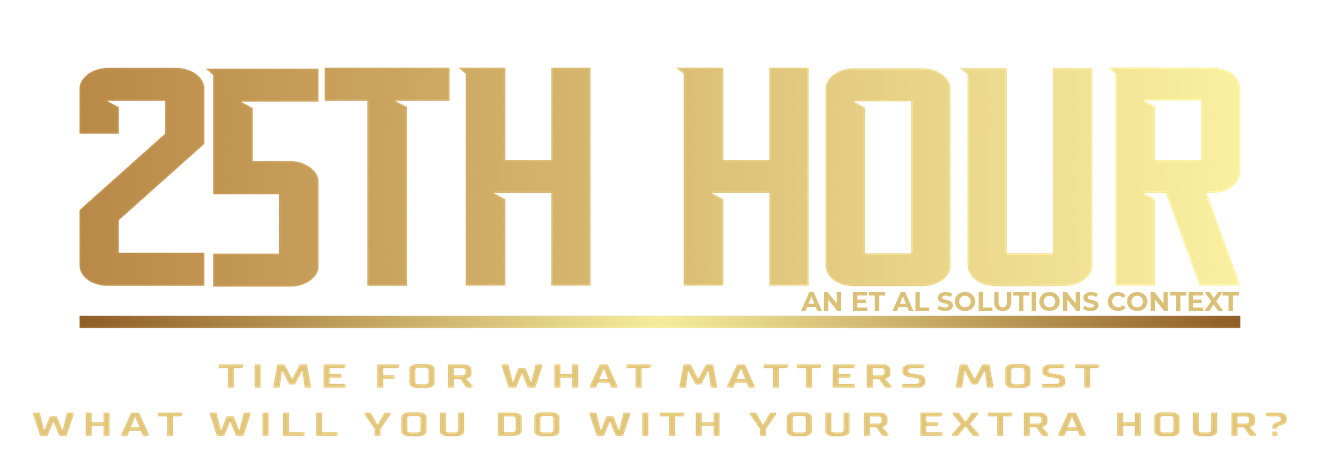 25TH HOUR
AN ET AL SOLUTIONS CONTEXT
TIME FOR WHAT MATTERS MOST
WHAT WILL YOU DO WITH YOUR EXTRA HOUR?